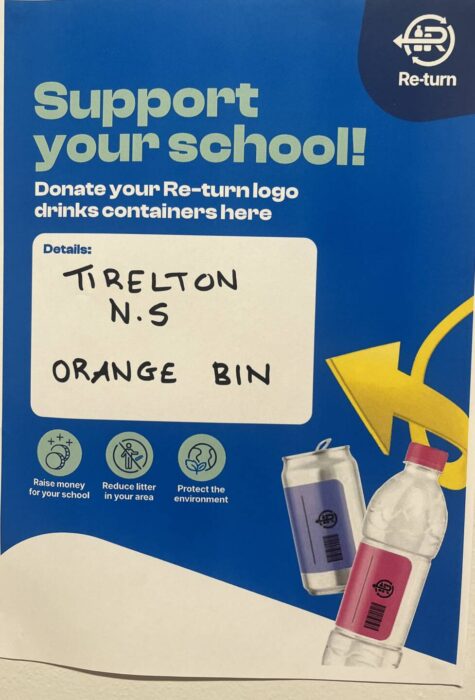 Re-turn
Support
your school!
Donate your Re-turn logo
drinks containers here
Details:
TIRELTON
N.S
ORANGE BIN
Raise money
for your school
Reduce litter
in your area
Protect the
environment